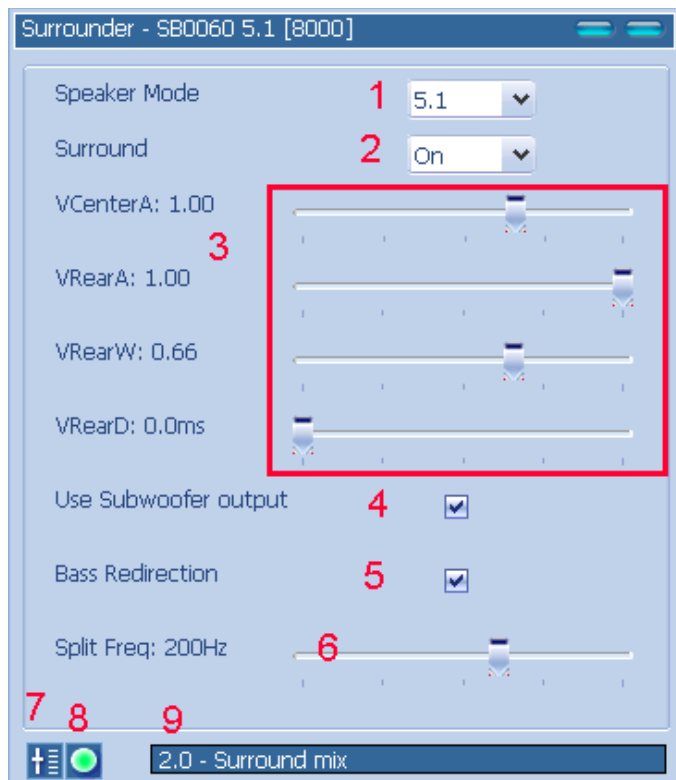 Surrounder - SB0060 5.1 [8000]
Speaker Mode 1 5.1
Surround 2 On
VCenterA: 1.00
3
VRearA: 1.00
VRearW: 0.66
VRearD: 0.0ms
Use Subwoofer output 4
Bass Redirection 5
Split Freq: 200Hz 6
7 8 9
2.0 - Surround mix